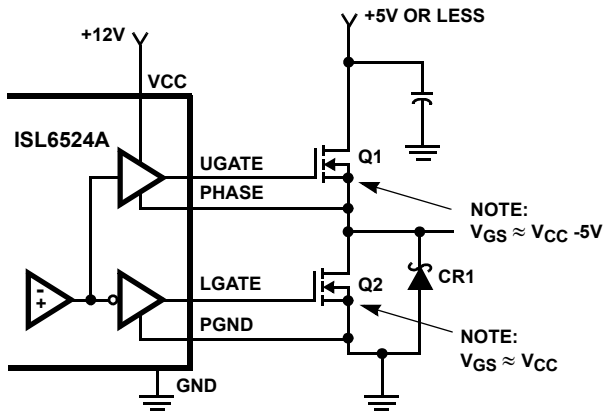 +5V OR LESS
+12V
VCC
ISL6524A
UGATE
Q1
PHASE
NOTE:
VGS ≈ VCC -5V
LGATE
Q2
CR1
PGND
NOTE:
VGS ≈ VCC
GND
-
+